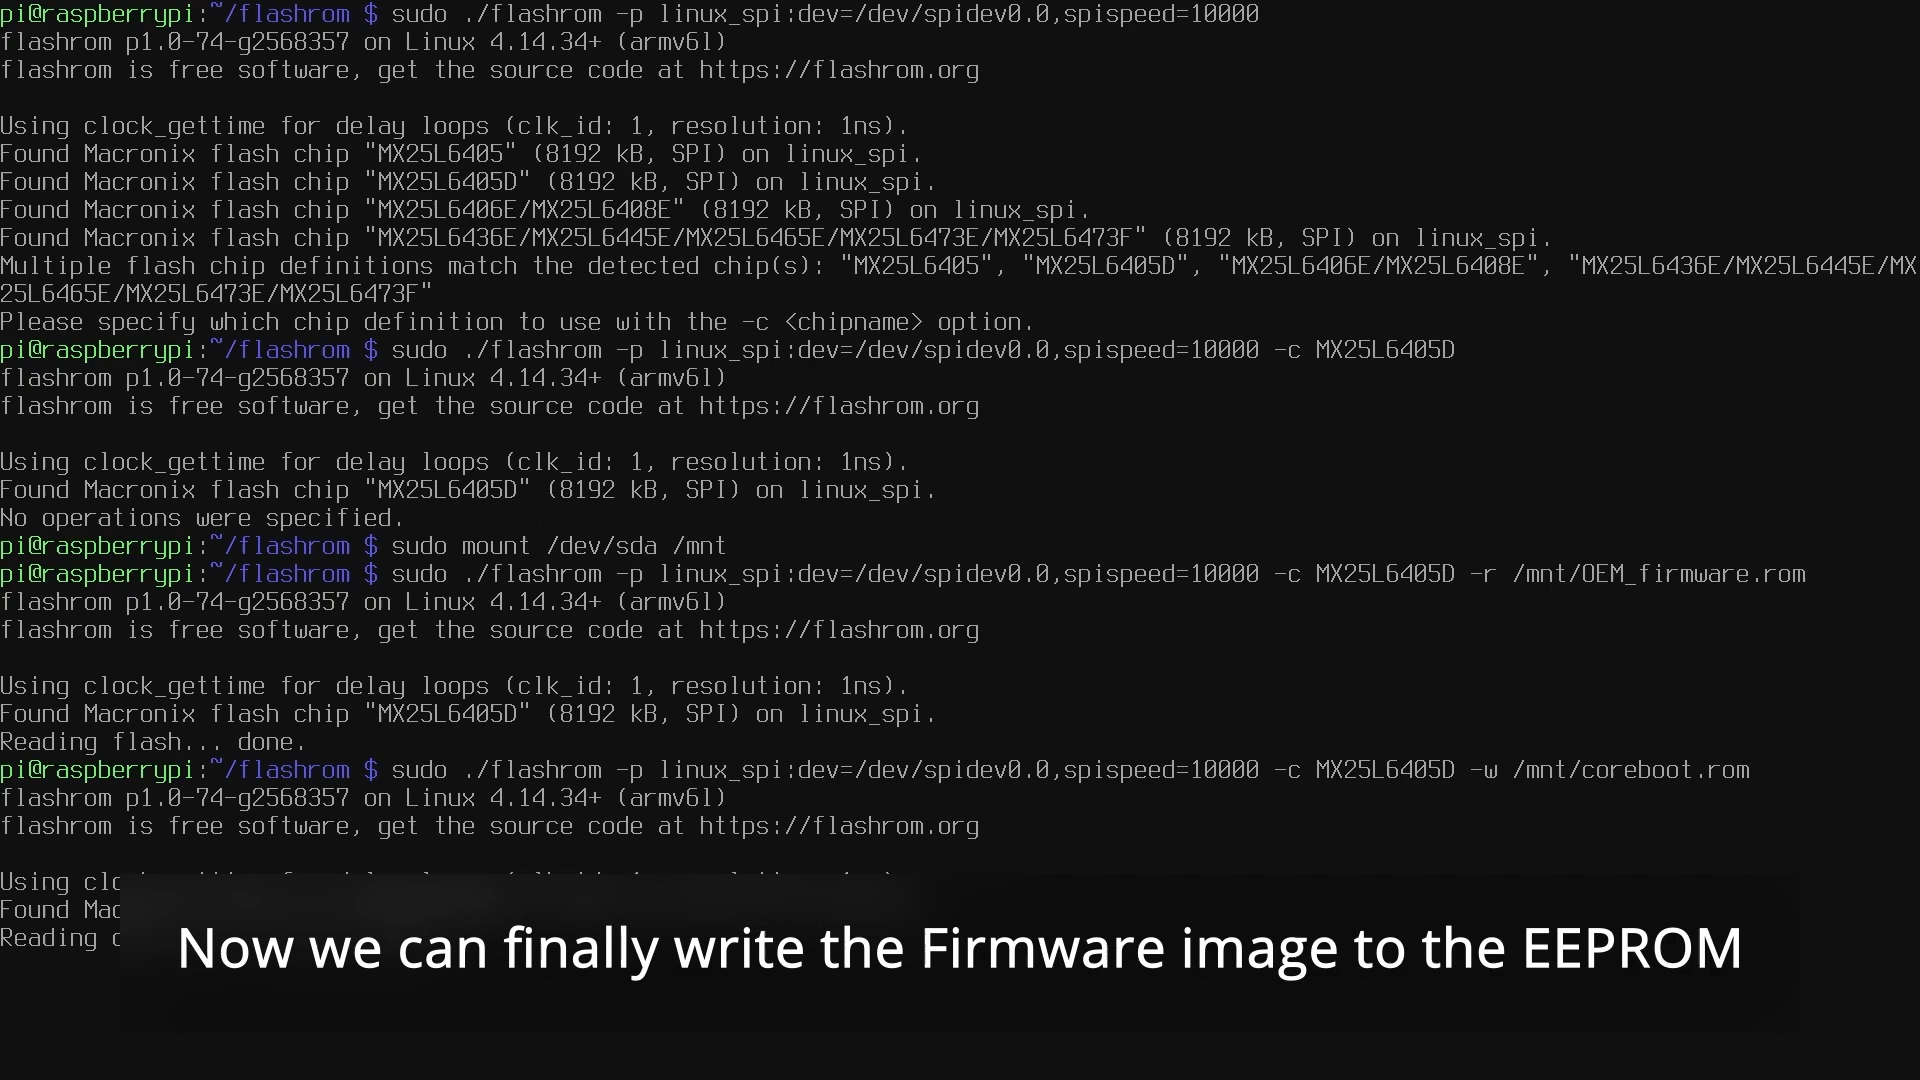 pi@raspberrypi:~/flashrom $ sudo ./flashrom -p linux_spi:dev=/dev/spidev0.0,spispeed=10000
flashrom p1.0-74-g2568357 on Linux 4.14.34+ (armv6l)
flashrom is free software, get the source code at https://flashrom.org
Using clock_gettime for delay loops (clk_id: 1, resolution: 1ns).
Found Macronix flash chip "MX25L6405" (8192 kB, SPI) on linux_spi.
Found Macronix flash chip "MX25L6405D" (8192 kB, SPI) on linux_spi.
Found Macronix flash chip "MX25L6406E/MX25L6408E" (8192 kB, SPI) on linux_spi.
Found Macronix flash chip "MX25L6436E/MX25L6445E/MX25L6465E/MX25L6473E/MX25L6473F" (8192 kB, SPI) on linux_spi.
Multiple flash chip definitions match the detected chip(s): "MX25L6405", "MX25L6405D", "MX25L6406E/MX25L6408E", "MX25L6436E/MX25L6445E/MX
25L6465E/MX25L6473E/MX25L6473F"
Please specify which chip definition to use with the -c <chipname> option.
pi@raspberrypi:~/flashrom $ sudo ./flashrom -p linux_spi:dev=/dev/spidev0.0,spispeed=10000 -c MX25L6405D
flashrom p1.0-74-g2568357 on Linux 4.14.34+ (armv6l)
flashrom is free software, get the source code at https://flashrom.org
Using clock_gettime for delay loops (clk_id: 1, resolution: 1ns).
Found Macronix flash chip "MX25L6405D" (8192 kB, SPI) on linux_spi.
No operations were specified.
pi@raspberrypi:~/flashrom $ sudo mount /dev/sda /mnt
pi@raspberrypi:~/flashrom $ sudo ./flashrom -p linux_spi:dev=/dev/spidev0.0,spispeed=10000 -c MX25L6405D -r /mnt/OEM_firmware.rom
flashrom p1.0-74-g2568357 on Linux 4.14.34+ (armv6l)
flashrom is free software, get the source code at https://flashrom.org
Using clock_gettime for delay loops (clk_id: 1, resolution: 1ns).
Found Macronix flash chip "MX25L6405D" (8192 kB, SPI) on linux_spi.
Reading flash... done.
pi@raspberrypi:~/flashrom $ sudo ./flashrom -p linux_spi:dev=/dev/spidev0.0,spispeed=10000 -c MX25L6405D -w /mnt/coreboot.rom
flashrom p1.0-74-g2568357 on Linux 4.14.34+ (armv6l)
flashrom is free software, get the source code at https://flashrom.org
Using
Found
Reading
Now we can finally write the Firmware image to the EEPROM